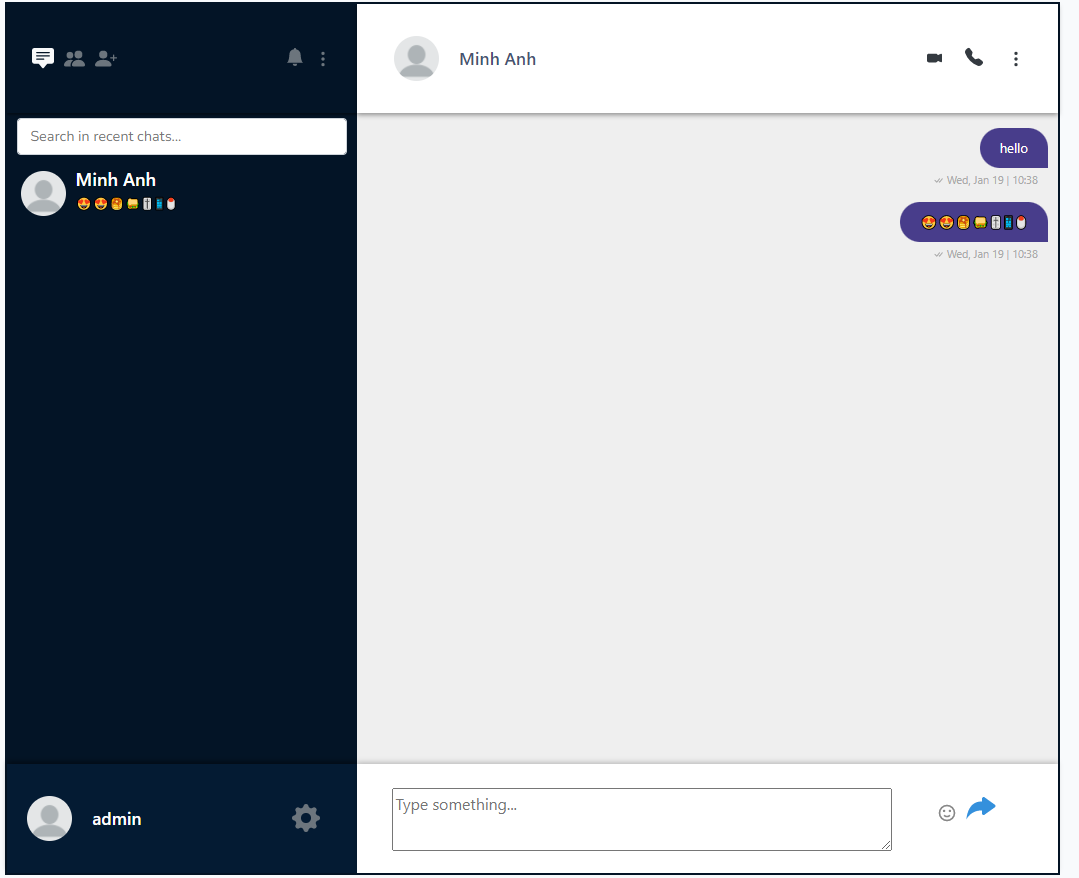 Minh Anh
Search in recent chats...
Minh Anh
hello
Wed, Jan 19 | 10:38
Wed, Jan 19 | 10:38
admin
Type something...